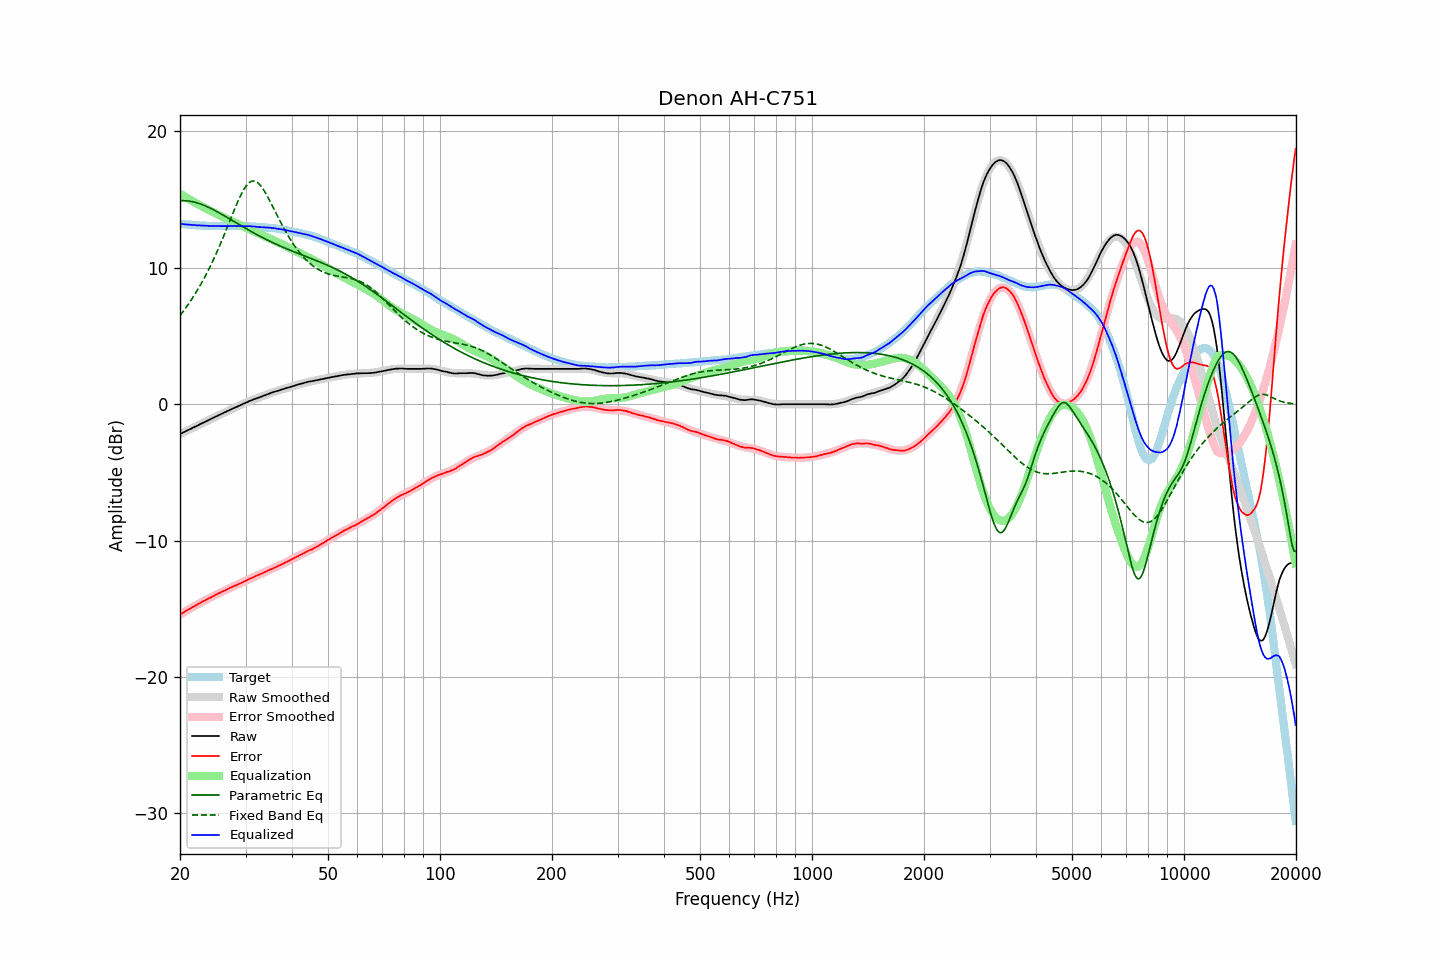 Denon AH-C751
20
10
0
−10
−20
−30
Amplitude (dBr)
Target
Raw Smoothed
Error Smoothed
Raw
Error
Equalization
Parametric Eq
Fixed Band Eq
Equalized
20 50 100 200 500 1000 2000 5000 10000 20000
Frequency (Hz)